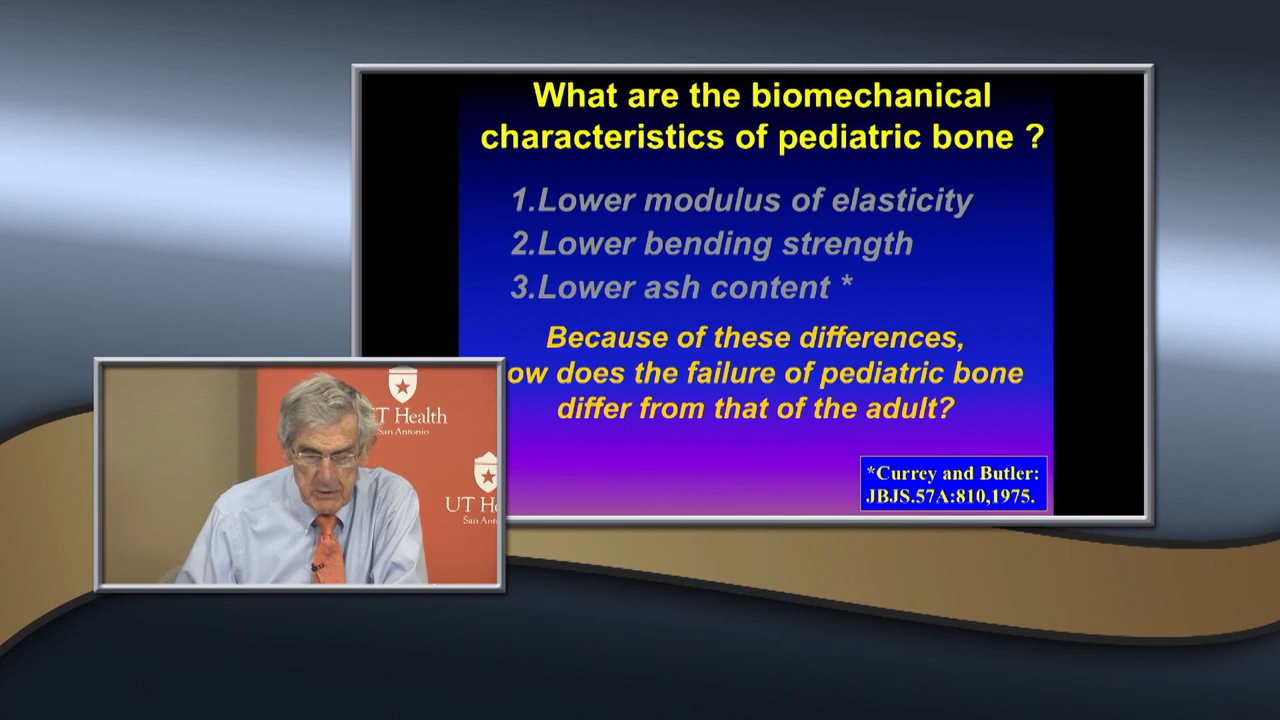 What are the biomechanical
characteristics of pediatric bone ?
1.Lower modulus of elasticity
2.Lower bending strength
3.Lower ash content *
Because of these differences,
ow does the failure of pediatric bone
differ from that of the adult?
*Currey and Butler:
JBJS.57A:810,1975.
T Health
San Antonio
UT He
San Ant